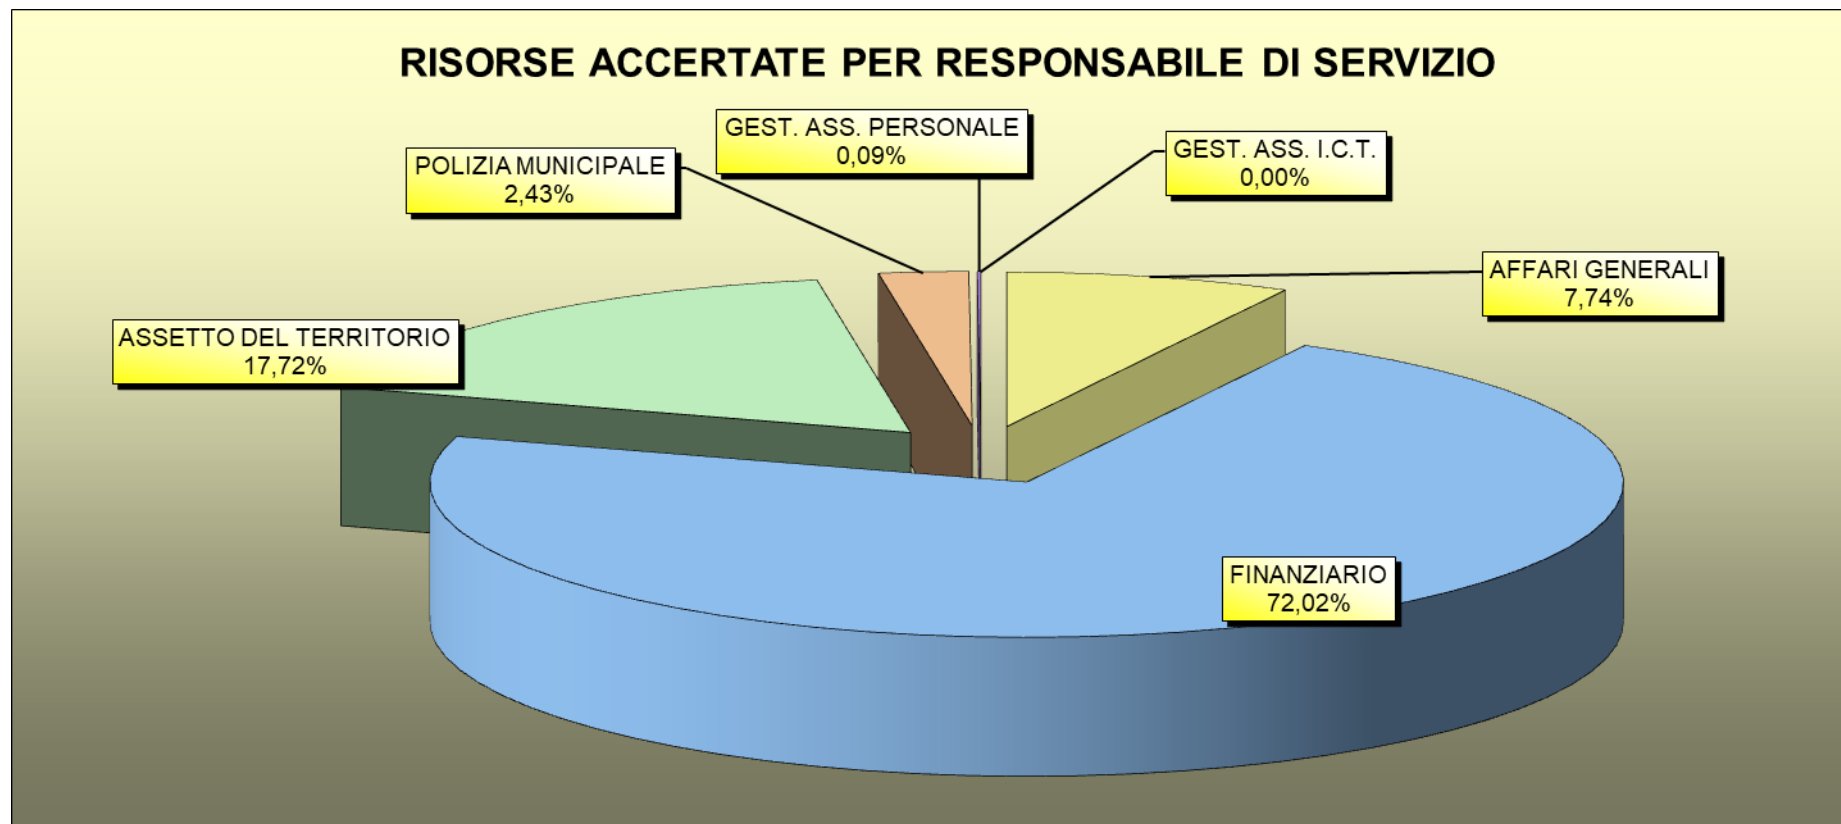 RISORSE ACCERTATE PER RESPONSABILE DI SERVIZIO
GEST. ASS. PERSONALE
0,09%
GEST. ASS. I.C.T.
0,00%
POLIZIA MUNICIPALE
2,43%
AFFARI GENERALI
7,74%
ASSETTO DEL TERRITORIO
17,72%
FINANZIARIO
72,02%